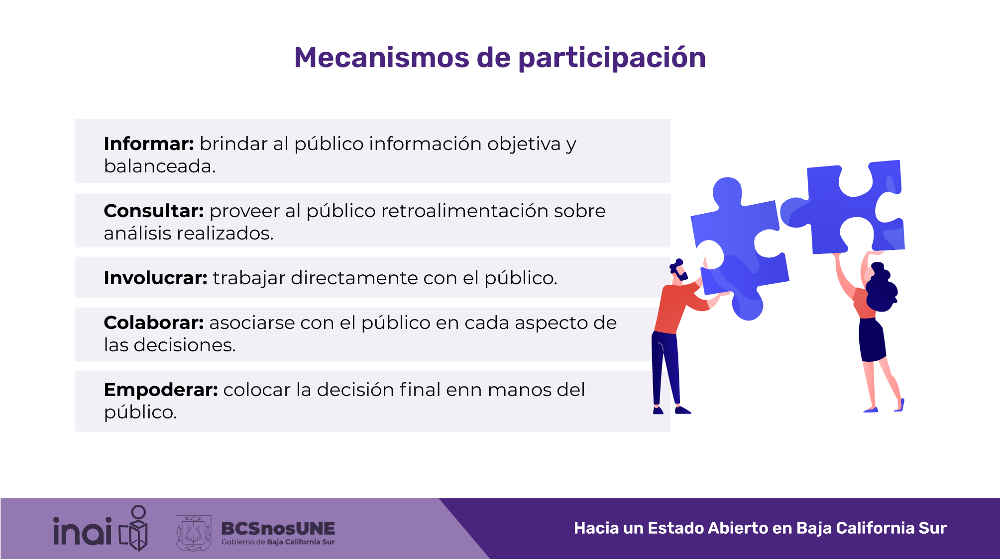 Mecanismos de participación
Informar: brindar al público información objetiva y
balanceada.
Consultar: proveer al público retroalimentación sobre
análisis realizados.
Involucrar: trabajar directamente con el público.
Colaborar: asociarse con el público en cada aspecto de
las decisiones.
Empoderar: colocar la decisión final enn manos del
público.
inai
BCSnosUNE
Gobierno de Baja California Sur
Hacia un Estado Abierto en Baja California Sur